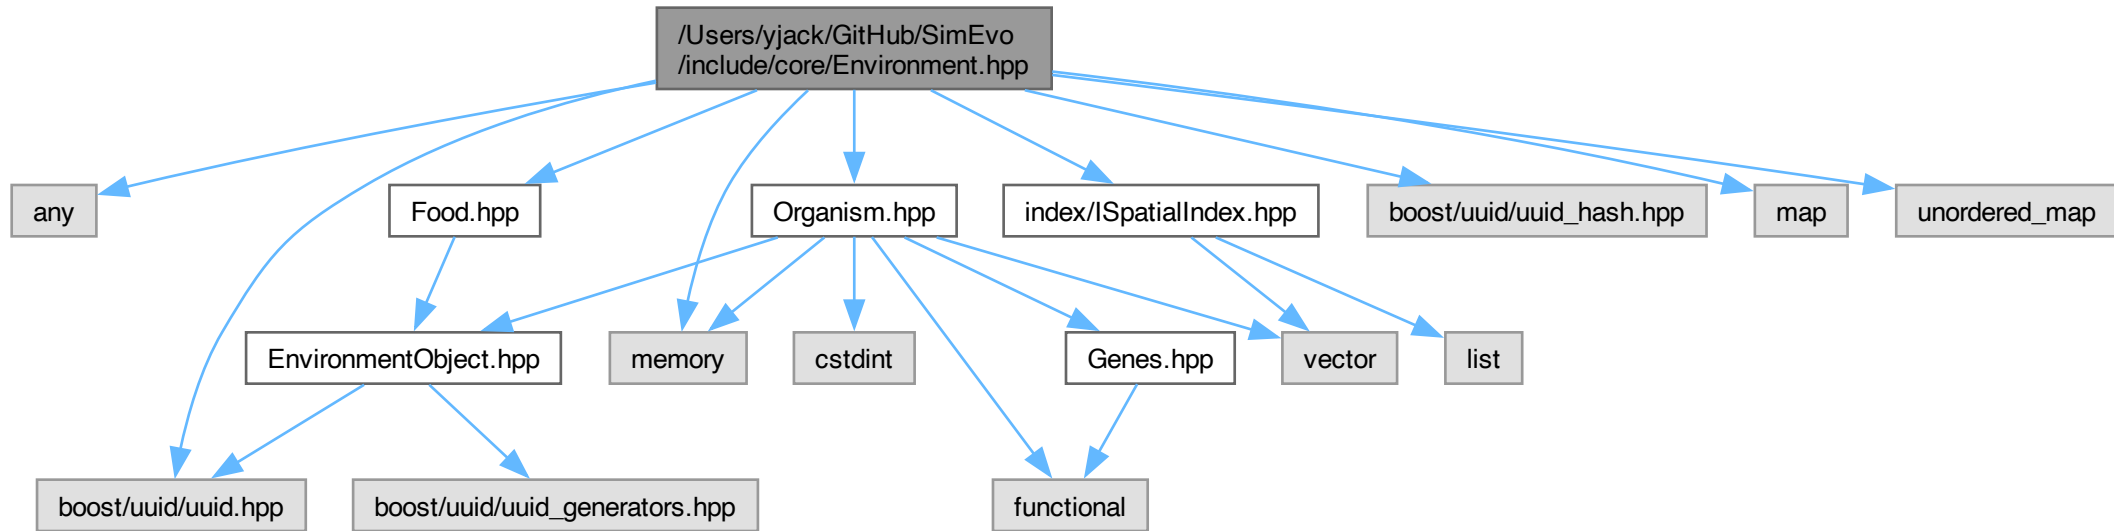 /Users/yjack/GitHub/SimEvo
/include/core/Environment.hpp
any
Food.hpp
Organism.hpp
index/ISpatialIndex.hpp
boost/uuid/uuid_hash.hpp
map
unordered_map
EnvironmentObject.hpp
memory
cstdint
Genes.hpp
vector
list
boost/uuid/uuid.hpp
boost/uuid/uuid_generators.hpp
functional